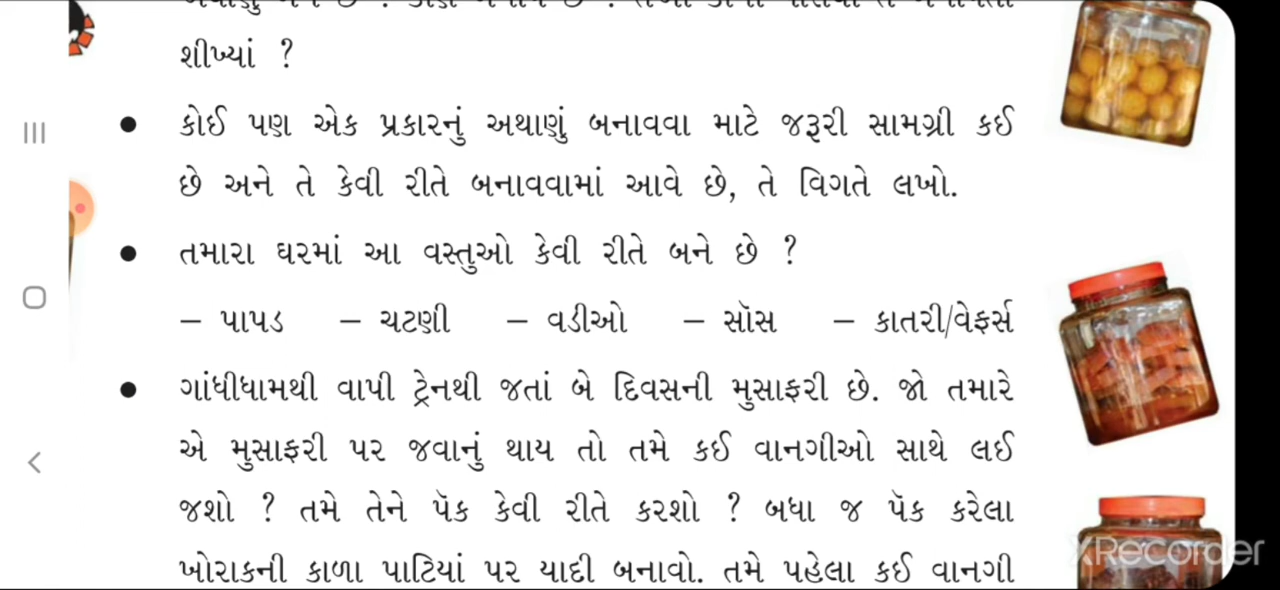 શીખ્યાં ?
• કોઈ પણ એક પ્રકારનું અથાણું બનાવવા માટે જરૂરી સામગ્રી કઈ
છે અને તે કેવી રીતે બનાવવામાં આવે છે, તે વિગતે લખો.
• તમારા ઘરમાં આ વસ્તુઓ કેવી રીતે બને છે ?
– પાપડ – ચટણી – વડીઓ – સૉસ – કાતરી/વેફર્સ
• ગાંધીધામથી વાપી ટ્રેનથી જતાં બે દિવસની મુસાફરી છે. જો તમારે
એ મુસાફરી પર જવાનું થાય તો તમે કઈ વાનગીઓ સાથે લઈ
જશો ? તમે તેને પૅક કેવી રીતે કરશો ? બધા જ પૅક કરેલા
ખોરાકની કાળા પાટિયાં પર યાદી બનાવો. તમે પહેલા કઈ વાનગી
XRecorder